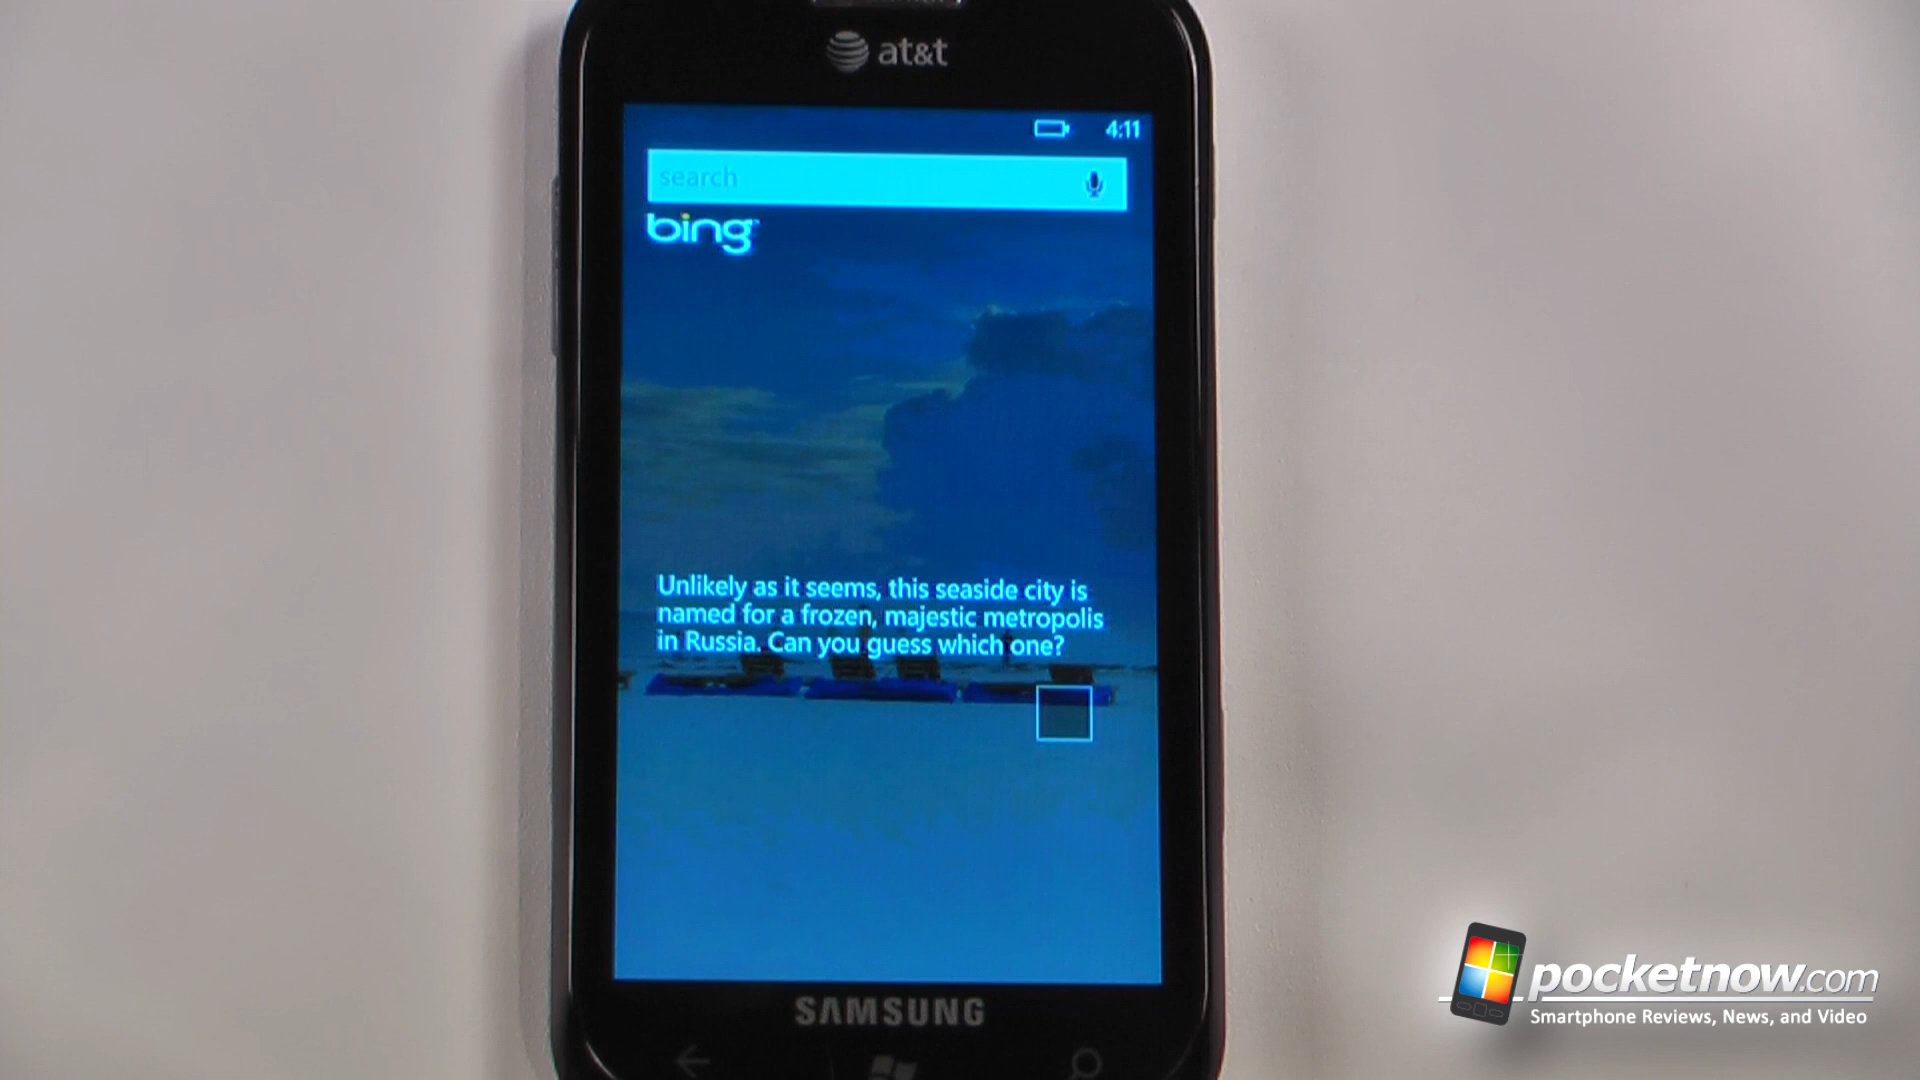 at&t
4:11
search
bing
Unlikely as it seems, this seaside city is
named for a frozen, majestic metropolis
in Russia. Can you guess which one?
SAMSUNG
pocketnow.com
Smartphone Reviews, News, and Video